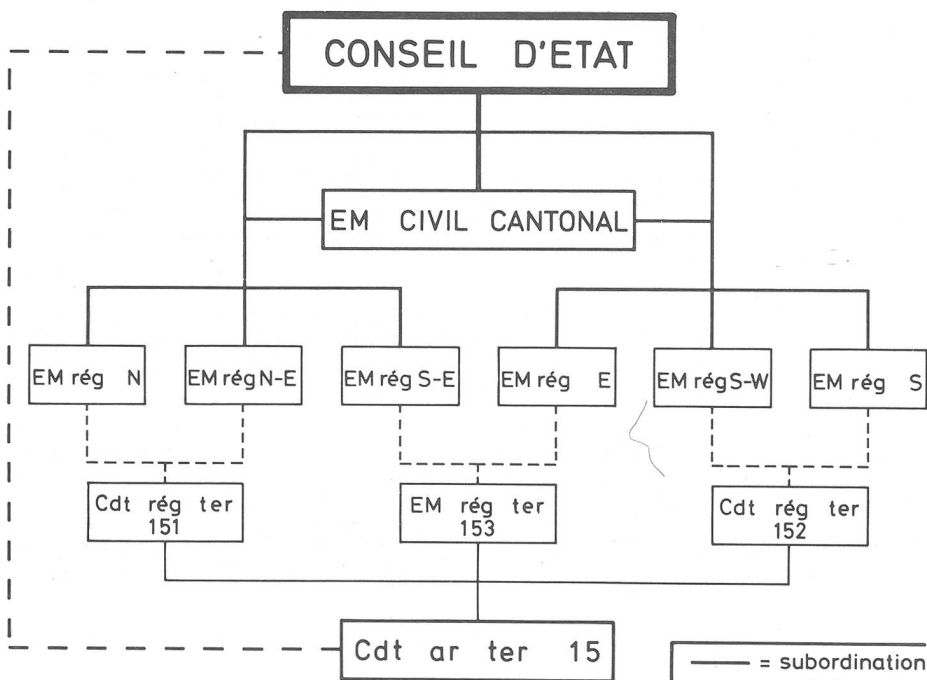 CONSEIL D'ETAT
EM CIVIL CANTONAL
EM rég N
EM rég N-E
EM rég S-E
EM rég E
EM rég S-W
EM rég S
Cdt rég ter
151
EM rég ter
153
Cdt rég ter
152
Cdt ar ter 15
= subordination